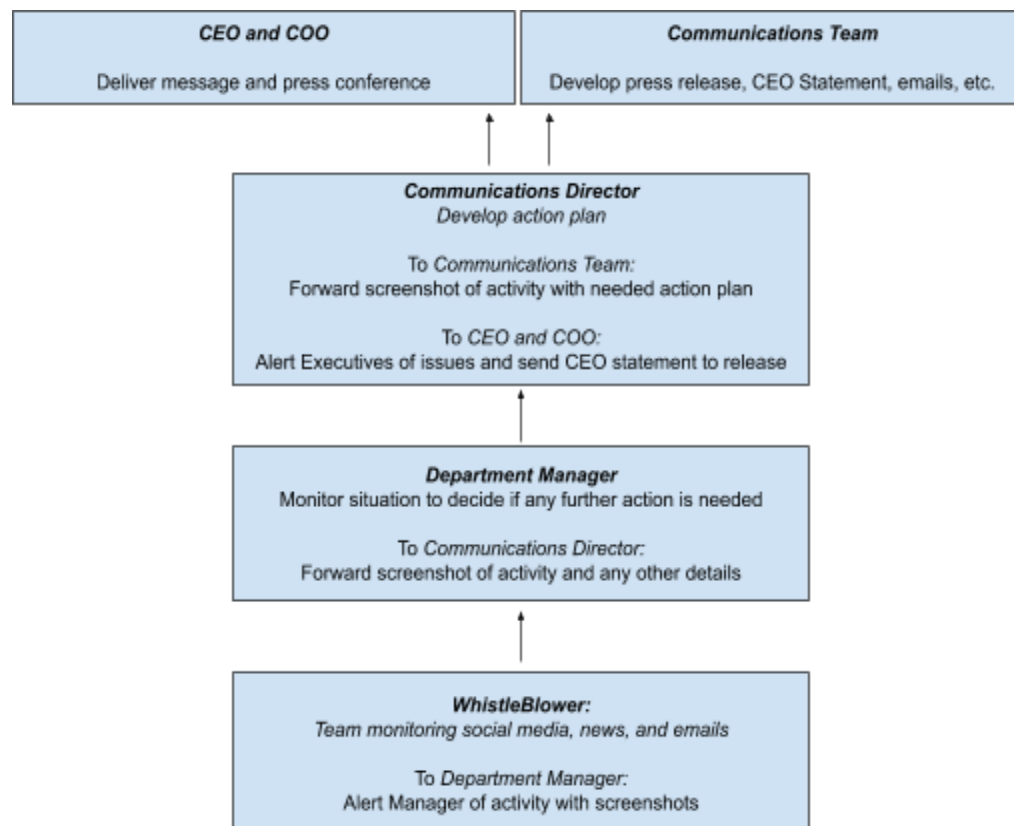 CEO and COO
Deliver message and press conference
Communications Team
Develop press release, CEO Statement, emails, etc.
Communications Director
Develop action plan
To Communications Team:
Forward screenshot of activity with needed action plan
To CEO and COO:
Alert Executives of issues and send CEO statement to release
Department Manager
Monitor situation to decide if any further action is needed
To Communications Director:
Forward screenshot of activity and any other details
WhistleBlower:
Team monitoring social media, news, and emails
To Department Manager:
Alert Manager of activity with screenshots